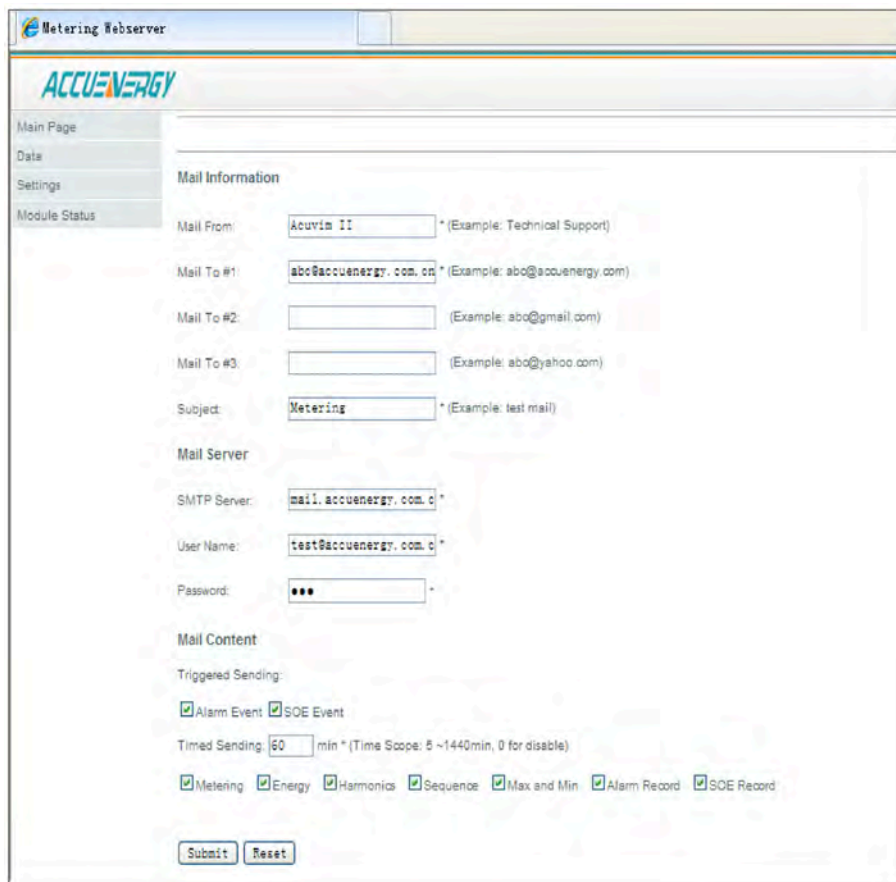 Metering Webserver
ACCUENERGY
Main Page
Data
Settings
Module Status
Mail Information
Mail From: Acuvim II * (Example: Technical Support)
Mail To #1: abc@accuenergy.com.cn * (Example: abc@accuenergy.com)
Mail To #2: (Example: abc@gmail.com)
Mail To #3: (Example: abc@yahoo.com)
Subject: Metering * (Example: test mail)
Mail Server
SMTP Server: mail.accuenergy.com.c *
User Name: test@accuenergy.com.c *
Password: ●●● *
Mail Content
Triggered Sending:
Alarm Event SOE Event
Timed Sending: 60 min * (Time Scope: 5 ~1440min, 0 for disable)
Metering Energy Harmonics Sequence Max and Min Alarm Record SOE Record
Submit Reset